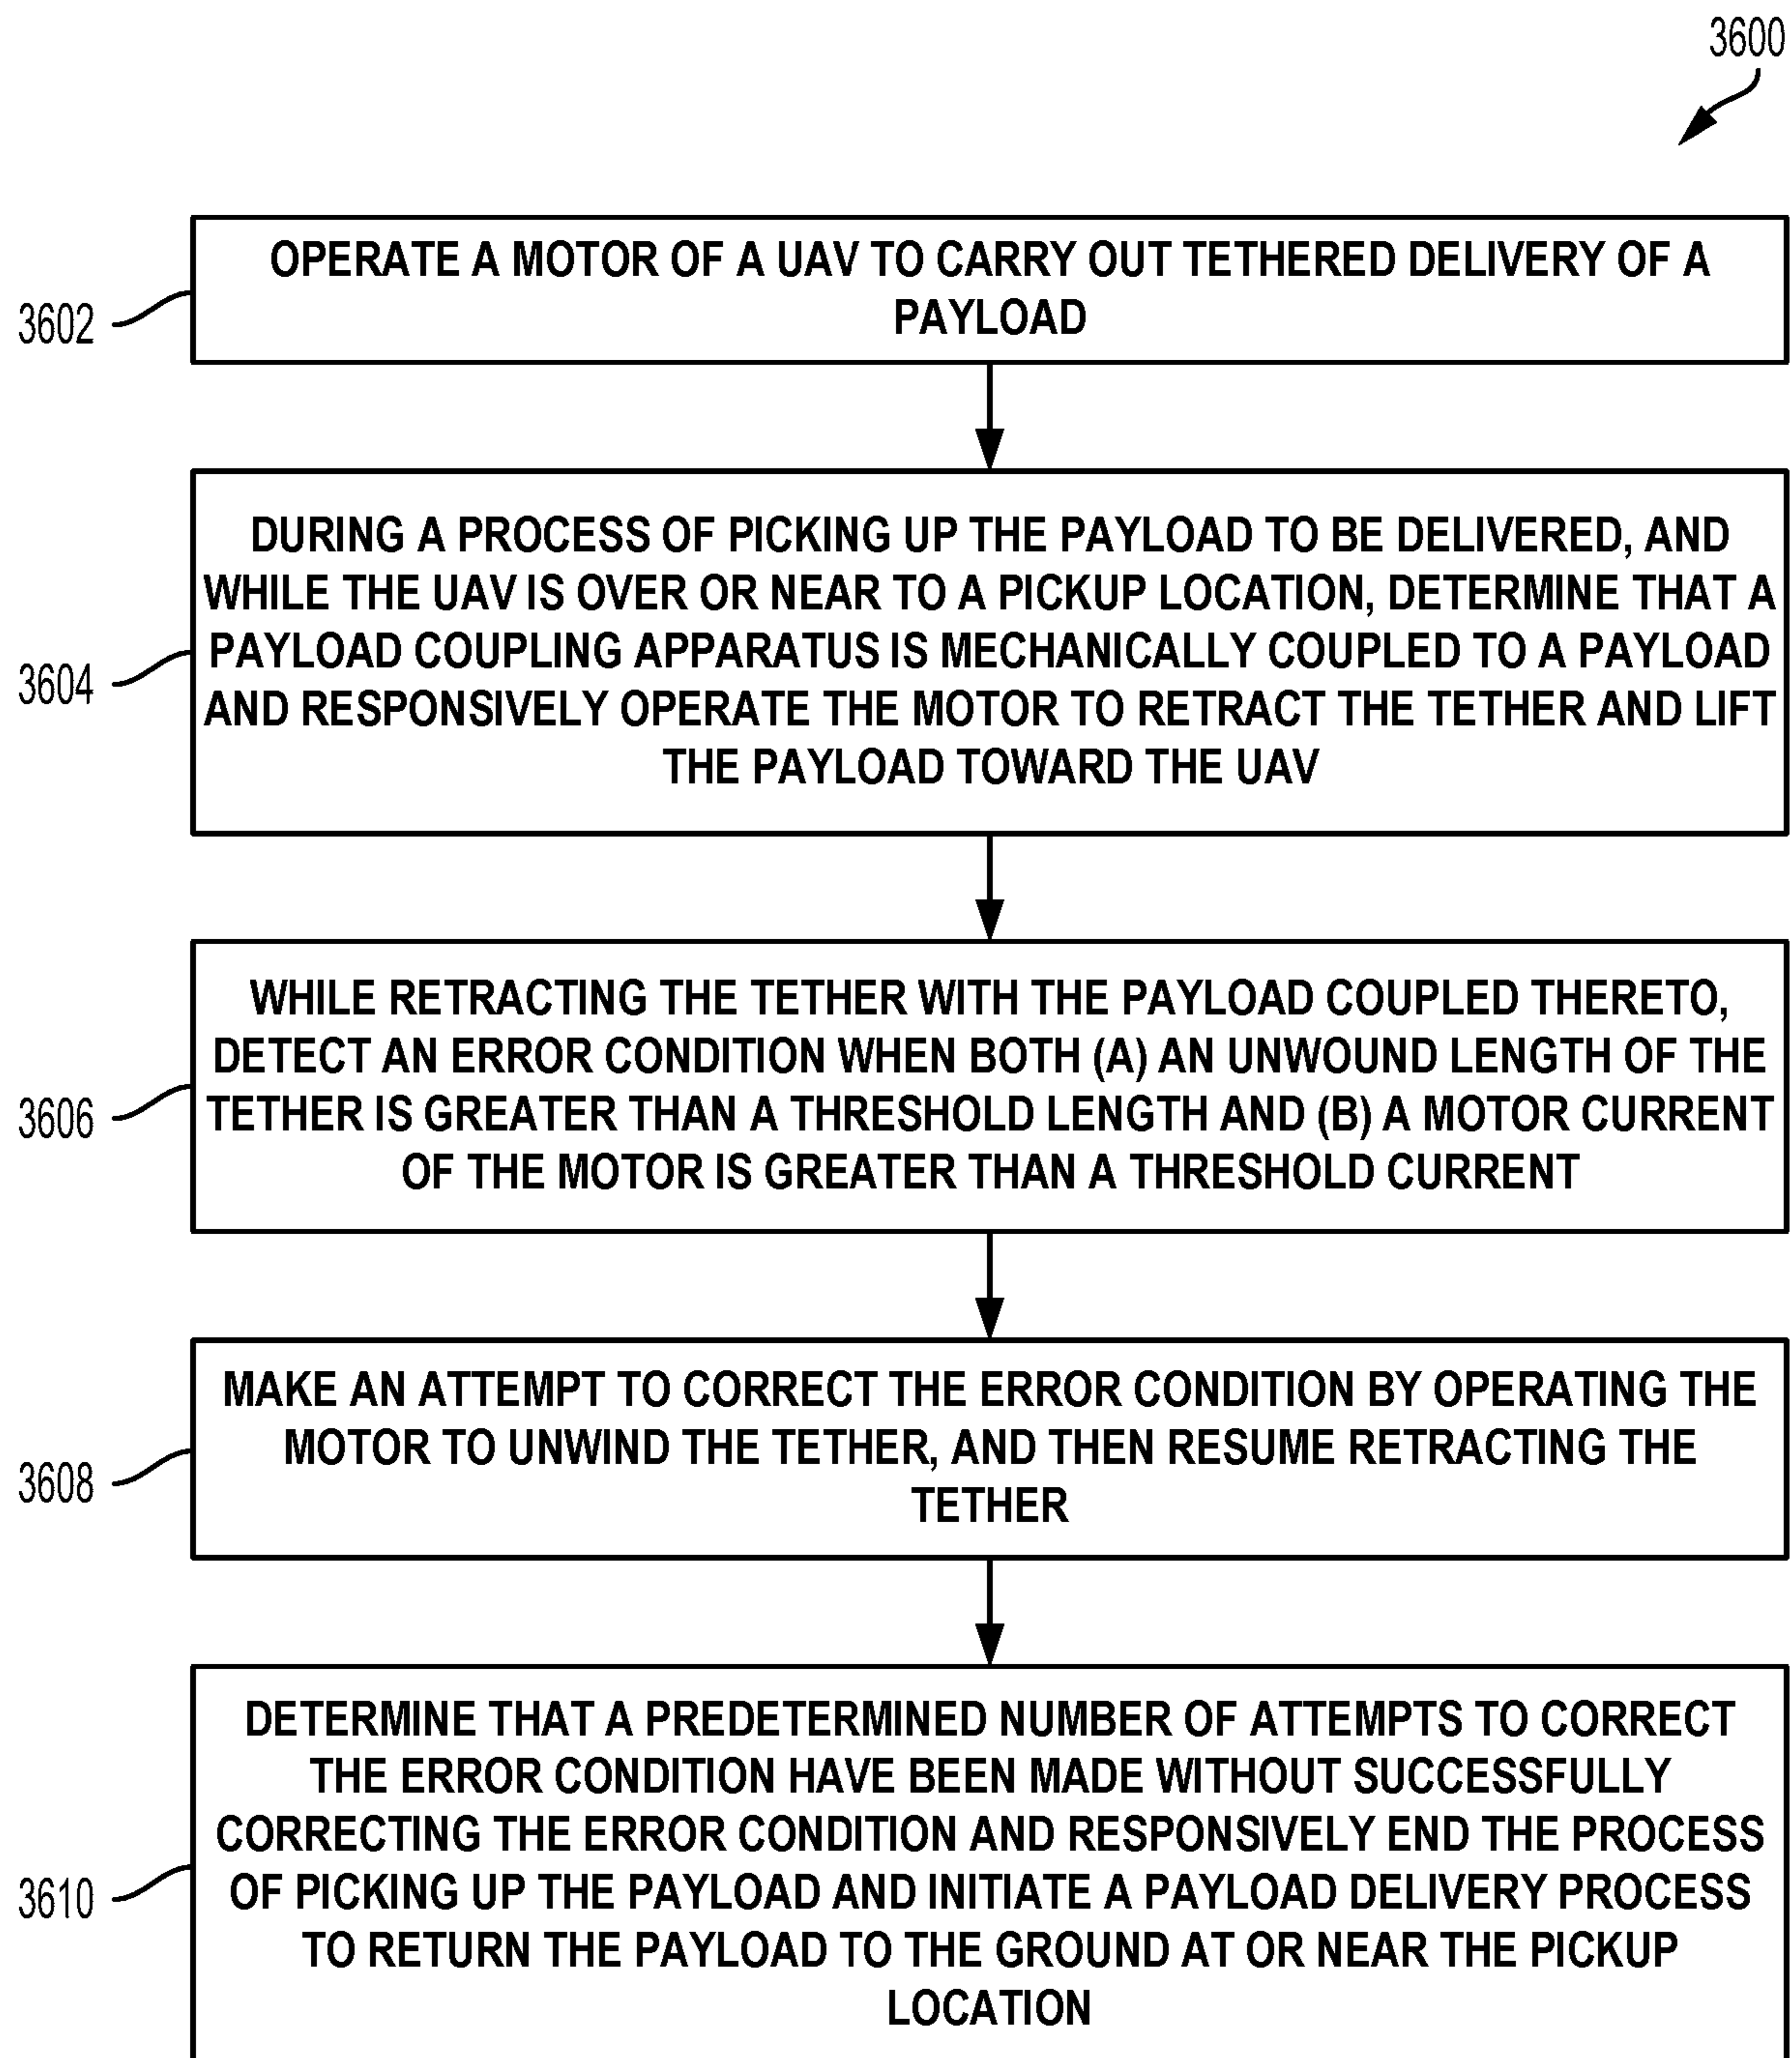 3600
OPERATE A MOTOR OF A UAV TO CARRY OUT TETHERED DELIVERY OF A
PAYLOAD
3602
DURING A PROCESS OF PICKING UP THE PAYLOAD TO BE DELIVERED, AND
WHILE THE UAV IS OVER OR NEAR TO A PICKUP LOCATION, DETERMINE THAT A
PAYLOAD COUPLING APPARATUS IS MECHANICALLY COUPLED TO A PAYLOAD
AND RESPONSIVELY OPERATE THE MOTOR TO RETRACT THE TETHER AND LIFT
THE PAYLOAD TOWARD THE UAV
3604
WHILE RETRACTING THE TETHER WITH THE PAYLOAD COUPLED THERETO,
DETECT AN ERROR CONDITION WHEN BOTH (A) AN UNWOUND LENGTH OF THE
TETHER IS GREATER THAN A THRESHOLD LENGTH AND (B) A MOTOR CURRENT
OF THE MOTOR IS GREATER THAN A THRESHOLD CURRENT
3606
MAKE AN ATTEMPT TO CORRECT THE ERROR CONDITION BY OPERATING THE
MOTOR TO UNWIND THE TETHER, AND THEN RESUME RETRACTING THE
TETHER
3608
DETERMINE THAT A PREDETERMINED NUMBER OF ATTEMPTS TO CORRECT
THE ERROR CONDITION HAVE BEEN MADE WITHOUT SUCCESSFULLY
CORRECTING THE ERROR CONDITION AND RESPONSIVELY END THE PROCESS
OF PICKING UP THE PAYLOAD AND INITIATE A PAYLOAD DELIVERY PROCESS
TO RETURN THE PAYLOAD TO THE GROUND AT OR NEAR THE PICKUP
LOCATION
3610